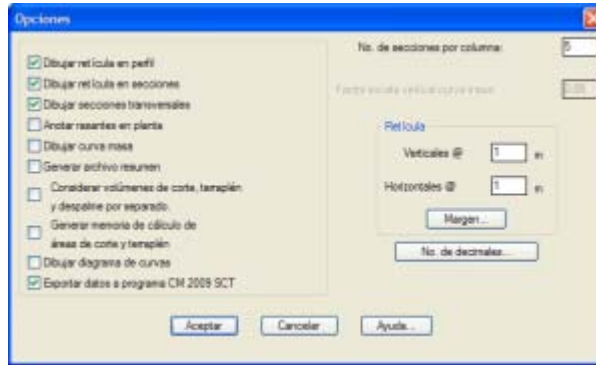 Opciones
Dibujar retícula en perfil
Dibujar retícula en secciones
Dibujar secciones transversales
Anotar rasantes en planta
Dibujar curva masa
Generar archivo resumen
Considerar volúmenes de corte, terraplén
y despalme por separado.
Generar memoria de cálculo de
áreas de corte y terraplén
Dibujar diagrama de curvas
Exportar datos a programa CM 2009 SCT
No. de secciones por columna:
5
Factor escala vertical curva masa:
Retícula
Verticales @
1
m
Horizontales @
1
m
Margen...
No. de decimales...
Aceptar
Cancelar
Ayuda...